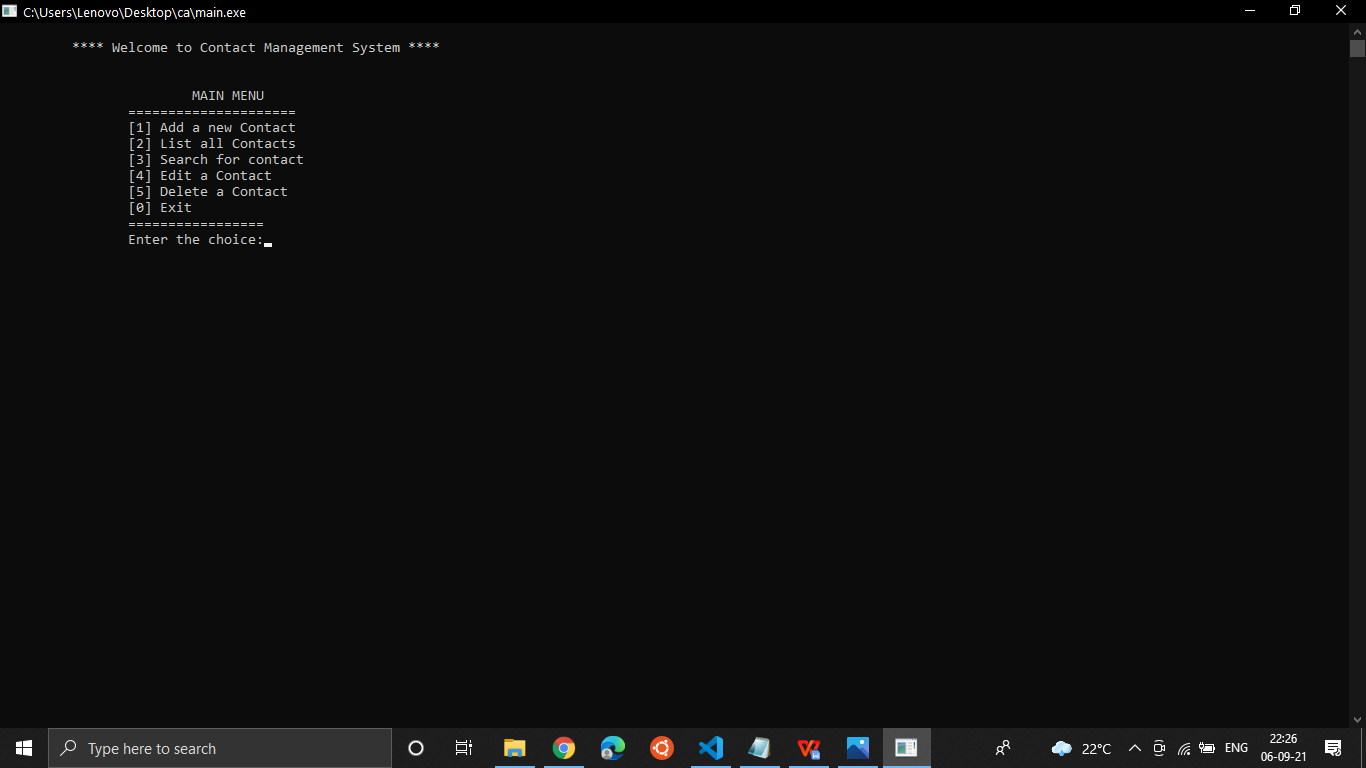 C:\Users\Lenovo\Desktop\ca\main.exe
**** Welcome to Contact Management System ****
MAIN MENU
=====================
[1] Add a new Contact
[2] List all Contacts
[3] Search for contact
[4] Edit a Contact
[5] Delete a Contact
[0] Exit
=================
Enter the choice:
Type here to search
22°C
ENG
22:26
06-09-21